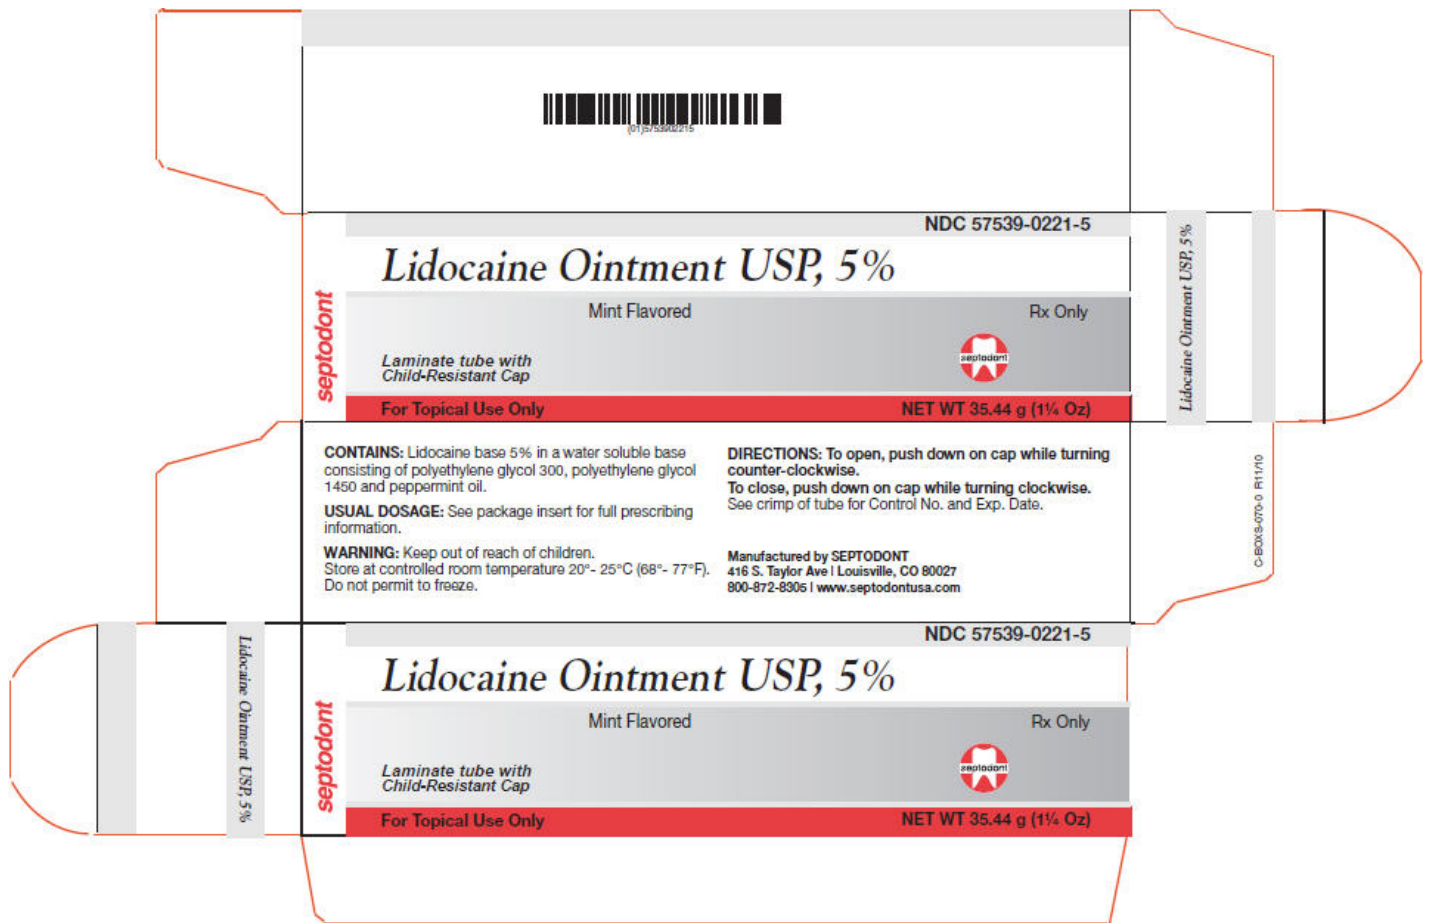 (01)5753902215
NDC 57539-0221-5
Lidocaine Ointment USP, 5%
Mint Flavored
Rx Only
septodont
septodont
Laminate tube with
Child-Resistant Cap
For Topical Use Only
NET WT 35.44 g (1¼ Oz)
Lidocaine Ointment USP, 5%
CONTAINS: Lidocaine base 5% in a water soluble base
consisting of polyethylene glycol 300, polyethylene glycol
1450 and peppermint oil.
USUAL DOSAGE: See package insert for full prescribing
information.
WARNING: Keep out of reach of children.
Store at controlled room temperature 20°- 25°C (68°- 77°F).
Do not permit to freeze.
DIRECTIONS: To open, push down on cap while turning
counter-clockwise.
To close, push down on cap while turning clockwise.
See crimp of tube for Control No. and Exp. Date.
Manufactured by SEPTODONT
416 S. Taylor Ave | Louisville, CO 80027
800-872-8305 | www.septodontusa.com
C-BOXS-070-0 R11/10
Lidocaine Ointment USP, 5%
NDC 57539-0221-5
Lidocaine Ointment USP, 5%
Mint Flavored
Rx Only
septodont
septodont
Laminate tube with
Child-Resistant Cap
For Topical Use Only
NET WT 35.44 g (1¼ Oz)